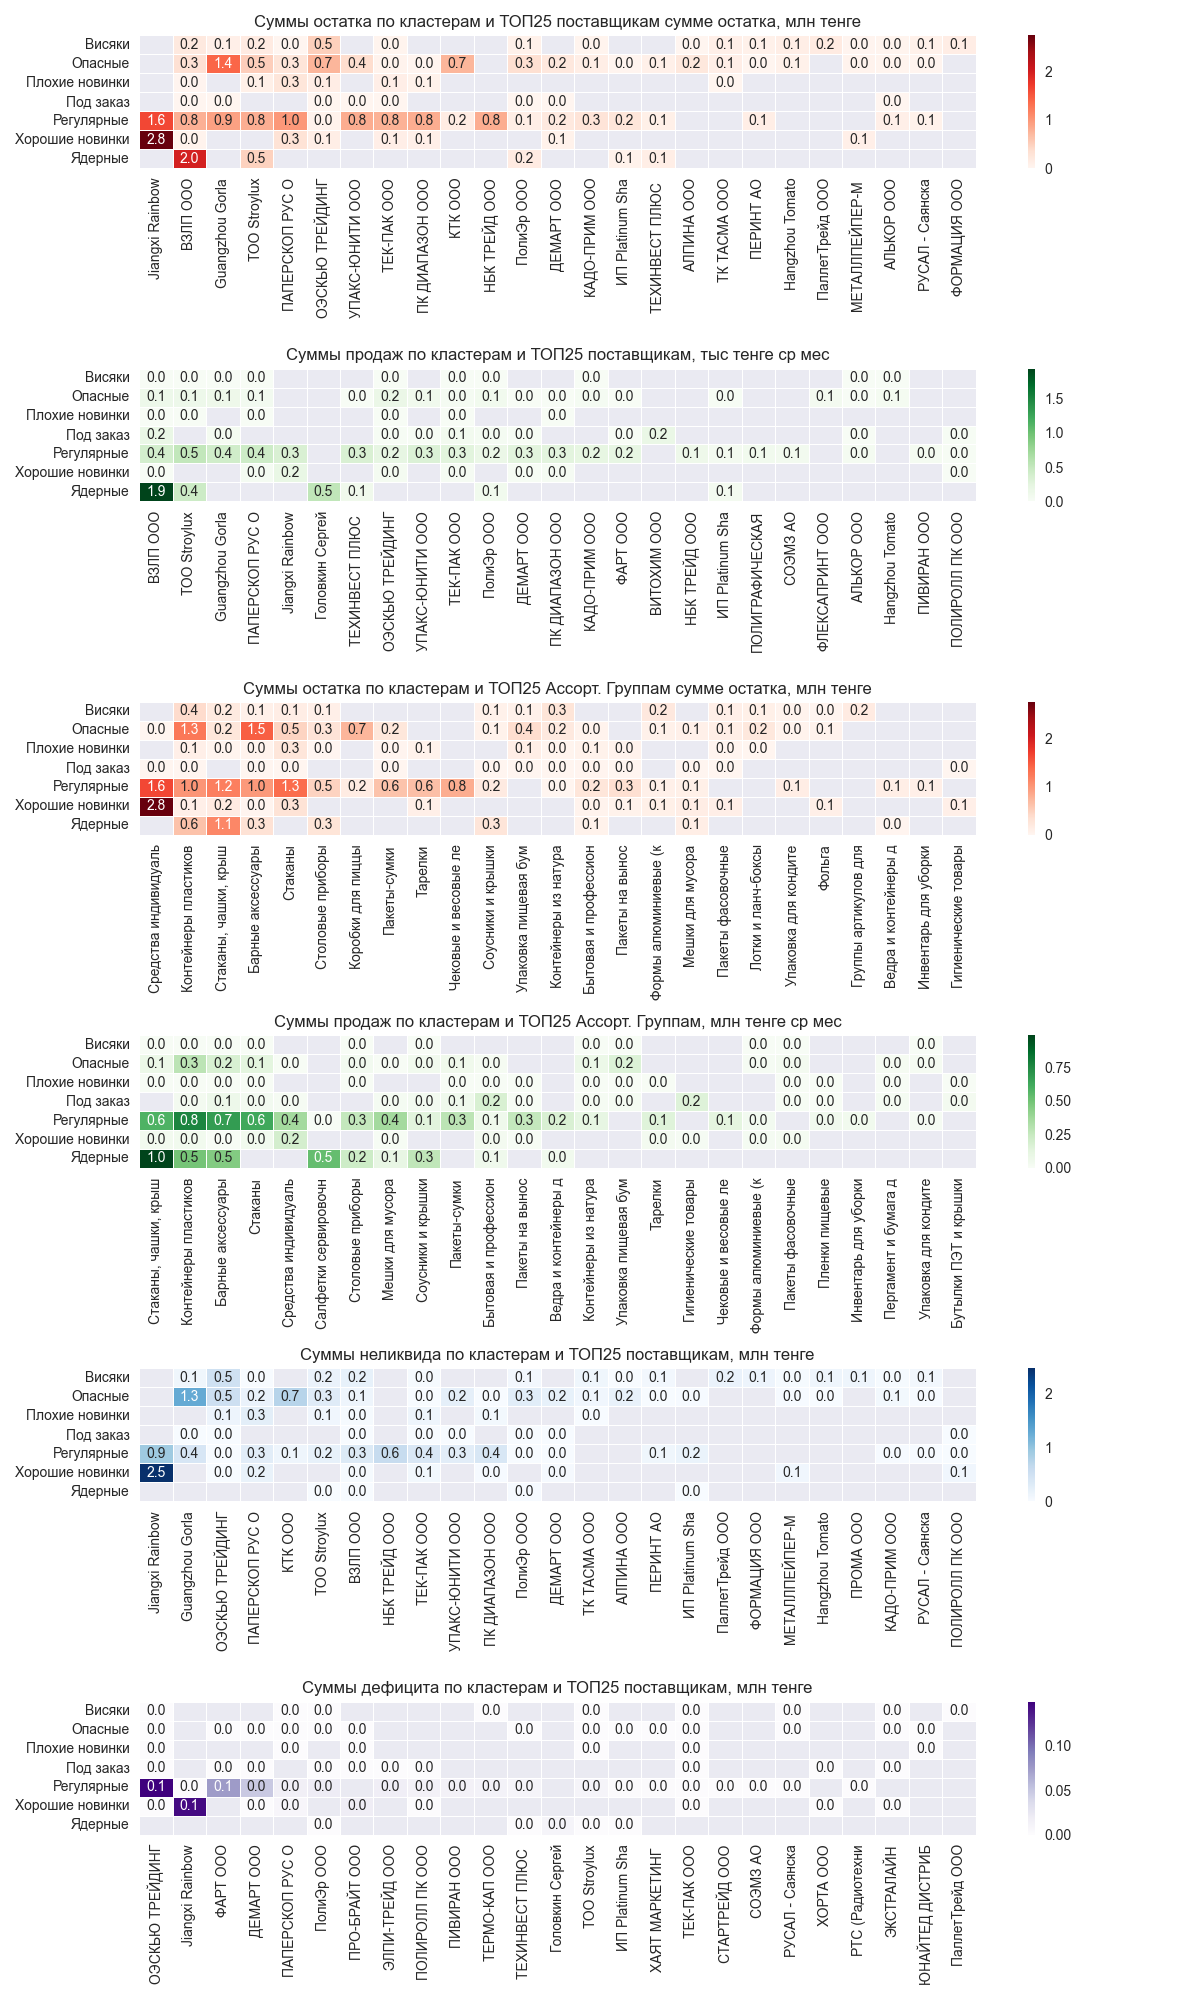 Суммы остатка по кластерам и ТОП25 поставщикам сумме остатка, млн тенге
Висяки 0.2 0.1 0.2 0.0 0.5 0.0 0.1 0.0 0.0 0.1 0.1 0.1 0.2 0.0 0.0 0.1 0.1
Опасные 0.3 1.4 0.5 0.3 0.7 0.4 0.0 0.0 0.7 0.3 0.2 0.1 0.0 0.1 0.2 0.1 0.0 0.1 0.0 0.0 0.0
Плохие новинки 0.0 0.1 0.3 0.1 0.1 0.1 0.0
Под заказ 0.0 0.0 0.0 0.0 0.0 0.0 0.0 0.0
Регулярные 1.6 0.8 0.9 0.8 1.0 0.0 0.8 0.8 0.8 0.2 0.8 0.1 0.2 0.3 0.2 0.1 0.1 0.1 0.1
Хорошие новинки 2.8 0.0 0.3 0.1 0.1 0.1 0.1 0.1
Ядерные 2.0 0.5 0.2 0.1 0.1
2
1
0
Jiangxi Rainbow
ВЗЛП ООО
Guangzhou Gorla
ТОО Stroylux
ПАПЕРСКОП РУС О
ОЭСКЬЮ ТРЕЙДИНГ
УПАКС-ЮНИТИ ООО
ТЕК-ПАК ООО
ПК ДИАПАЗОН ООО
КТК ООО
НБК ТРЕЙД ООО
ПолиЭр ООО
ДЕМАРТ ООО
КАДО-ПРИМ ООО
ИП Platinum Sha
ТЕХИНВЕСТ ПЛЮС
АЛПИНА ООО
ТК ТАСМА ООО
ПЕРИНТ АО
Hangzhou Tomato
ПаллетТрейд ООО
МЕТАЛЛПЕЙПЕР-М
АЛЬКОР ООО
РУСАЛ - Саянска
ФОРМАЦИЯ ООО
Суммы продаж по кластерам и ТОП25 поставщикам, тыс тенге ср мес
Висяки 0.0 0.0 0.0 0.0 0.0 0.0 0.0 0.0 0.0 0.0
Опасные 0.1 0.1 0.1 0.1 0.0 0.2 0.1 0.0 0.1 0.0 0.0 0.0 0.0 0.0 0.1 0.0 0.1
Плохие новинки 0.0 0.0 0.0 0.0 0.0 0.0
Под заказ 0.2 0.0 0.0 0.0 0.1 0.0 0.0 0.0 0.2 0.0 0.0
Регулярные 0.4 0.5 0.4 0.4 0.3 0.3 0.2 0.3 0.3 0.2 0.3 0.3 0.2 0.2 0.1 0.1 0.1 0.1 0.0 0.0 0.0
Хорошие новинки 0.0 0.0 0.2 0.0 0.0 0.0 0.0 0.0
Ядерные 1.9 0.4 0.5 0.1 0.1 0.1
1.5
1.0
0.5
0.0
ВЗЛП ООО
ТОО Stroylux
Guangzhou Gorla
ПАПЕРСКОП РУС О
Jiangxi Rainbow
Головкин Сергей
ТЕХИНВЕСТ ПЛЮС
ОЭСКЬЮ ТРЕЙДИНГ
УПАКС-ЮНИТИ ООО
ТЕК-ПАК ООО
ПолиЭр ООО
ДЕМАРТ ООО
ПК ДИАПАЗОН ООО
КАДО-ПРИМ ООО
ФАРТ ООО
ВИТОХИМ ООО
НБК ТРЕЙД ООО
ИП Platinum Sha
ПОЛИГРАФИЧЕСКАЯ
СОЭМЗ АО
ФЛЕКСАПРИНТ ООО
АЛЬКОР ООО
Hangzhou Tomato
ПИВИРАН ООО
ПОЛИРОЛЛ ПК ООО
Суммы остатка по кластерам и ТОП25 Ассорт. Группам сумме остатка, млн тенге
Висяки 0.4 0.2 0.1 0.1 0.1 0.1 0.1 0.3 0.2 0.1 0.1 0.0 0.0 0.2
Опасные 0.0 1.3 0.2 1.5 0.5 0.3 0.7 0.2 0.1 0.4 0.2 0.0 0.1 0.1 0.1 0.2 0.0 0.1
Плохие новинки 0.1 0.0 0.0 0.3 0.0 0.0 0.1 0.1 0.0 0.1 0.0 0.0 0.0
Под заказ 0.0 0.0 0.0 0.0 0.0 0.0 0.0 0.0 0.0 0.0 0.0 0.0 0.0
Регулярные 1.6 1.0 1.2 1.0 1.3 0.5 0.2 0.6 0.6 0.8 0.2 0.0 0.2 0.3 0.1 0.1 0.1 0.1 0.1
Хорошие новинки 2.8 0.1 0.2 0.0 0.3 0.1 0.0 0.1 0.1 0.1 0.1 0.1 0.1
Ядерные 0.6 1.1 0.3 0.3 0.3 0.1 0.1 0.0
2
1
0
Средства индивидуаль
Контейнеры пластиков
Стаканы, чашки, крыш
Барные аксессуары
Стаканы
Столовые приборы
Коробки для пиццы
Пакеты-сумки
Тарелки
Чековые и весовые ле
Соусники и крышки
Упаковка пищевая бум
Контейнеры из натура
Бытовая и профессион
Пакеты на вынос
Формы алюминиевые (к
Мешки для мусора
Пакеты фасовочные
Лотки и ланч-боксы
Упаковка для кондите
Фольга
Группы артикулов для
Ведра и контейнеры д
Инвентарь для уборки
Гигиенические товары
Суммы продаж по кластерам и ТОП25 Ассорт. Группам, млн тенге ср мес
Висяки 0.0 0.0 0.0 0.0 0.0 0.0 0.0 0.0 0.0 0.0 0.0
Опасные 0.1 0.3 0.2 0.1 0.0 0.0 0.0 0.0 0.1 0.0 0.1 0.2 0.0 0.0 0.0 0.0
Плохие новинки 0.0 0.0 0.0 0.0 0.0 0.0 0.0 0.0 0.0 0.0 0.0 0.0 0.0 0.0 0.0
Под заказ 0.0 0.1 0.0 0.0 0.0 0.0 0.1 0.2 0.0 0.0 0.0 0.2 0.0 0.0 0.0 0.0
Регулярные 0.6 0.8 0.7 0.6 0.4 0.0 0.3 0.4 0.1 0.3 0.1 0.3 0.2 0.1 0.1 0.1 0.0 0.0 0.0 0.0
Хорошие новинки 0.0 0.0 0.0 0.0 0.2 0.0 0.0 0.0 0.0 0.0 0.0 0.0
Ядерные 1.0 0.5 0.5 0.5 0.2 0.1 0.3 0.1 0.0
0.75
0.50
0.25
0.00
Стаканы, чашки, крыш
Контейнеры пластиков
Барные аксессуары
Стаканы
Средства индивидуаль
Салфетки сервировочн
Столовые приборы
Мешки для мусора
Соусники и крышки
Пакеты-сумки
Бытовая и профессион
Пакеты на вынос
Ведра и контейнеры д
Контейнеры из натура
Упаковка пищевая бум
Тарелки
Гигиенические товары
Чековые и весовые ле
Формы алюминиевые (к
Пакеты фасовочные
Пленки пищевые
Инвентарь для уборки
Пергамент и бумага д
Упаковка для кондите
Бутылки ПЭТ и крышки
Суммы неликвида по кластерам и ТОП25 поставщикам, млн тенге
Висяки 0.1 0.5 0.0 0.2 0.2 0.0 0.1 0.1 0.0 0.1 0.2 0.1 0.0 0.1 0.1 0.0 0.1
Опасные 1.3 0.5 0.2 0.7 0.3 0.1 0.0 0.2 0.0 0.3 0.2 0.1 0.2 0.0 0.0 0.0 0.0 0.1 0.0
Плохие новинки 0.1 0.3 0.1 0.0 0.1 0.1 0.0
Под заказ 0.0 0.0 0.0 0.0 0.0 0.0 0.0 0.0
Регулярные 0.9 0.4 0.0 0.3 0.1 0.2 0.3 0.6 0.4 0.3 0.4 0.0 0.0 0.1 0.2 0.0 0.0 0.0
Хорошие новинки 2.5 0.0 0.2 0.0 0.1 0.0 0.0 0.1 0.1
Ядерные 0.0 0.0 0.0 0.0
2
1
0
Jiangxi Rainbow
Guangzhou Gorla
ОЭСКЬЮ ТРЕЙДИНГ
ПАПЕРСКОП РУС О
КТК ООО
ТОО Stroylux
ВЗЛП ООО
НБК ТРЕЙД ООО
ТЕК-ПАК ООО
УПАКС-ЮНИТИ ООО
ПК ДИАПАЗОН ООО
ПолиЭр ООО
ДЕМАРТ ООО
ТК ТАСМА ООО
АЛПИНА ООО
ПЕРИНТ АО
ИП Platinum Sha
ПаллетТрейд ООО
ФОРМАЦИЯ ООО
МЕТАЛЛПЕЙПЕР-М
Hangzhou Tomato
ПРОМА ООО
КАДО-ПРИМ ООО
РУСАЛ - Саянска
ПОЛИРОЛЛ ПК ООО
Суммы дефицита по кластерам и ТОП25 поставщикам, млн тенге
Висяки 0.0 0.0 0.0 0.0 0.0 0.0 0.0 0.0 0.0
Опасные 0.0 0.0 0.0 0.0 0.0 0.0 0.0 0.0 0.0 0.0 0.0 0.0 0.0 0.0
Плохие новинки 0.0 0.0 0.0 0.0 0.0 0.0
Под заказ 0.0 0.0 0.0 0.0 0.0 0.0 0.0 0.0 0.0 0.0 0.0
Регулярные 0.1 0.0 0.1 0.0 0.0 0.0 0.0 0.0 0.0 0.0 0.0 0.0 0.0 0.0 0.0 0.0 0.0 0.0 0.0
Хорошие новинки 0.0 0.1 0.0 0.0 0.0 0.0 0.0 0.0 0.0
Ядерные 0.0 0.0 0.0 0.0 0.0
0.10
0.05
0.00
ОЭСКЬЮ ТРЕЙДИНГ
Jiangxi Rainbow
ФАРТ ООО
ДЕМАРТ ООО
ПАПЕРСКОП РУС О
ПолиЭр ООО
ПРО-БРАЙТ ООО
ЭЛПИ-ТРЕЙД ООО
ПОЛИРОЛЛ ПК ООО
ПИВИРАН ООО
ТЕРМО-КАП ООО
ТЕХИНВЕСТ ПЛЮС
Головкин Сергей
ТОО Stroylux
ИП Platinum Sha
ХАЯТ МАРКЕТИНГ
ТЕК-ПАК ООО
СТАРТРЕЙД ООО
СОЭМЗ АО
РУСАЛ - Саянска
ХОРТА ООО
РТС (Радиотехни
ЭКСТРАЛАЙН
ЮНАЙТЕД ДИСТРИБ
ПаллетТрейд ООО